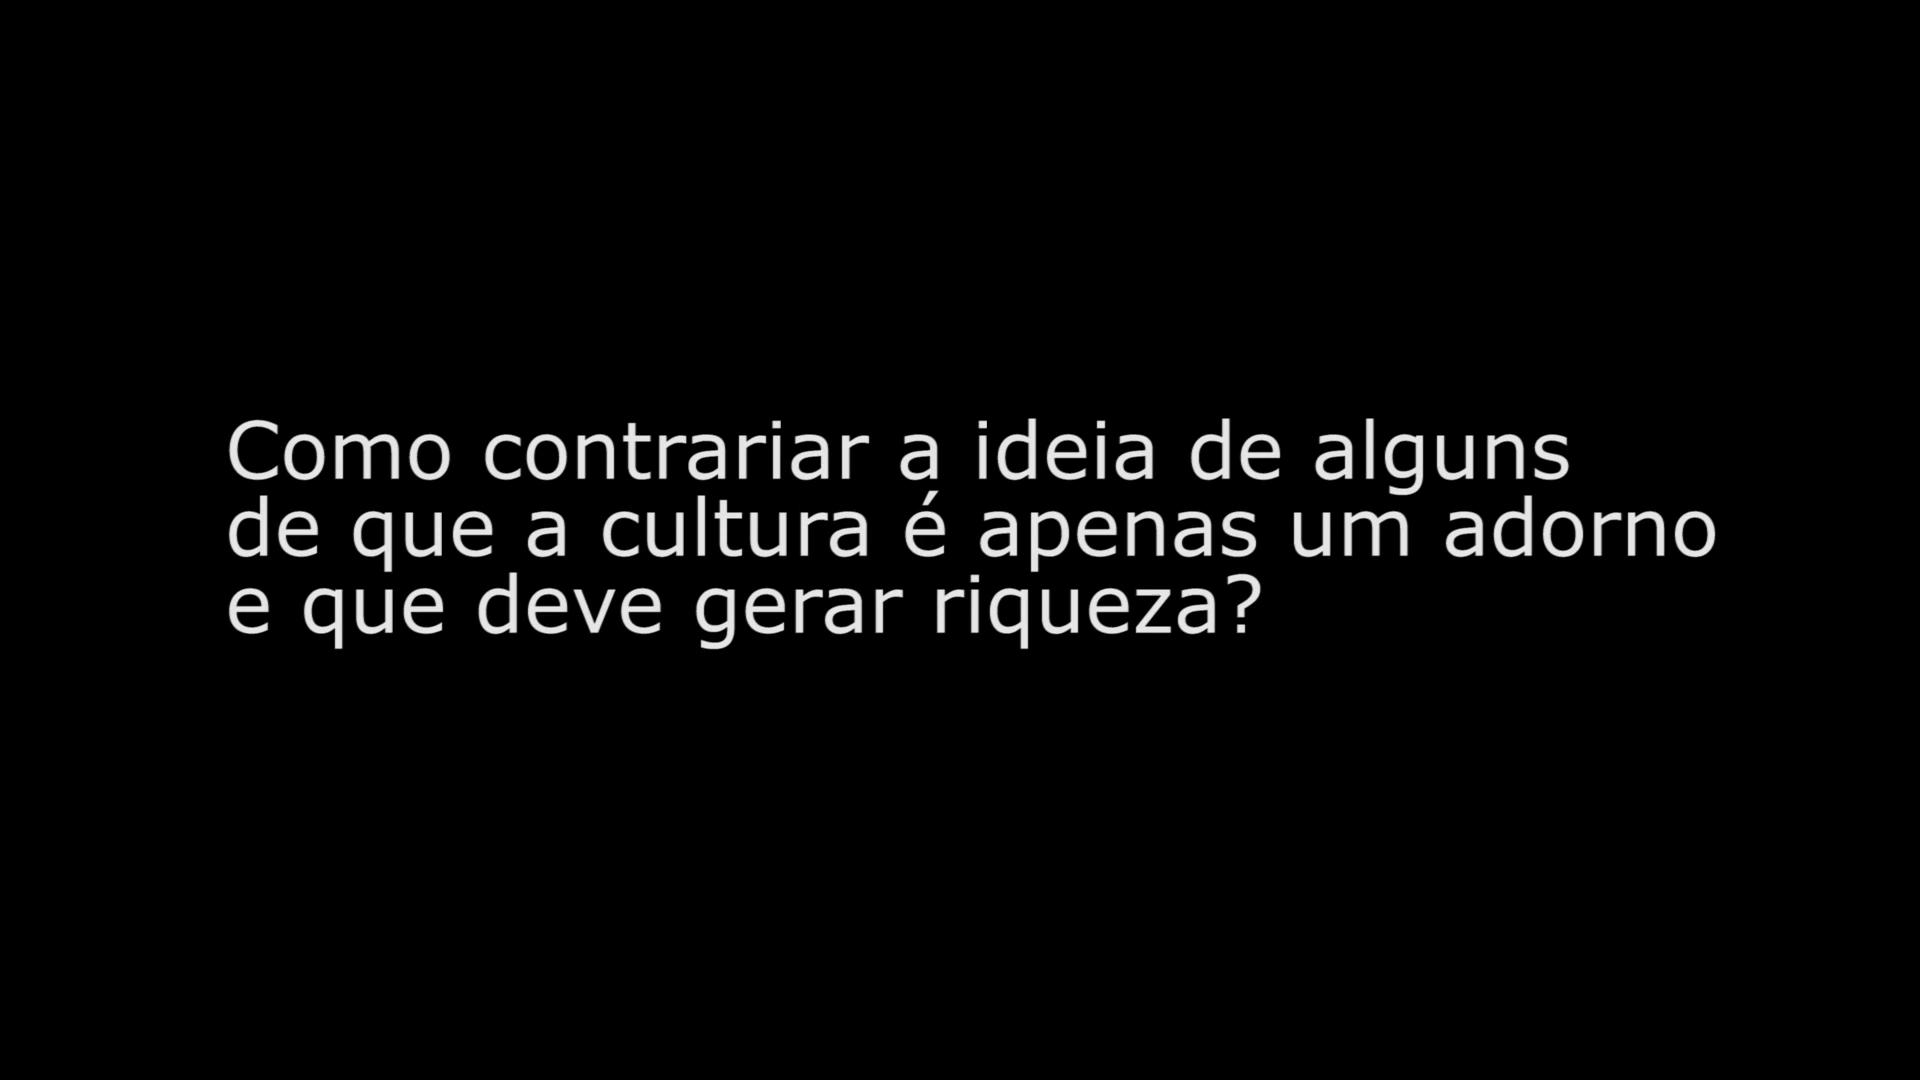 Como contrariar a ideia de alguns
de que a cultura é apenas um adorno
e que deve gerar riqueza?